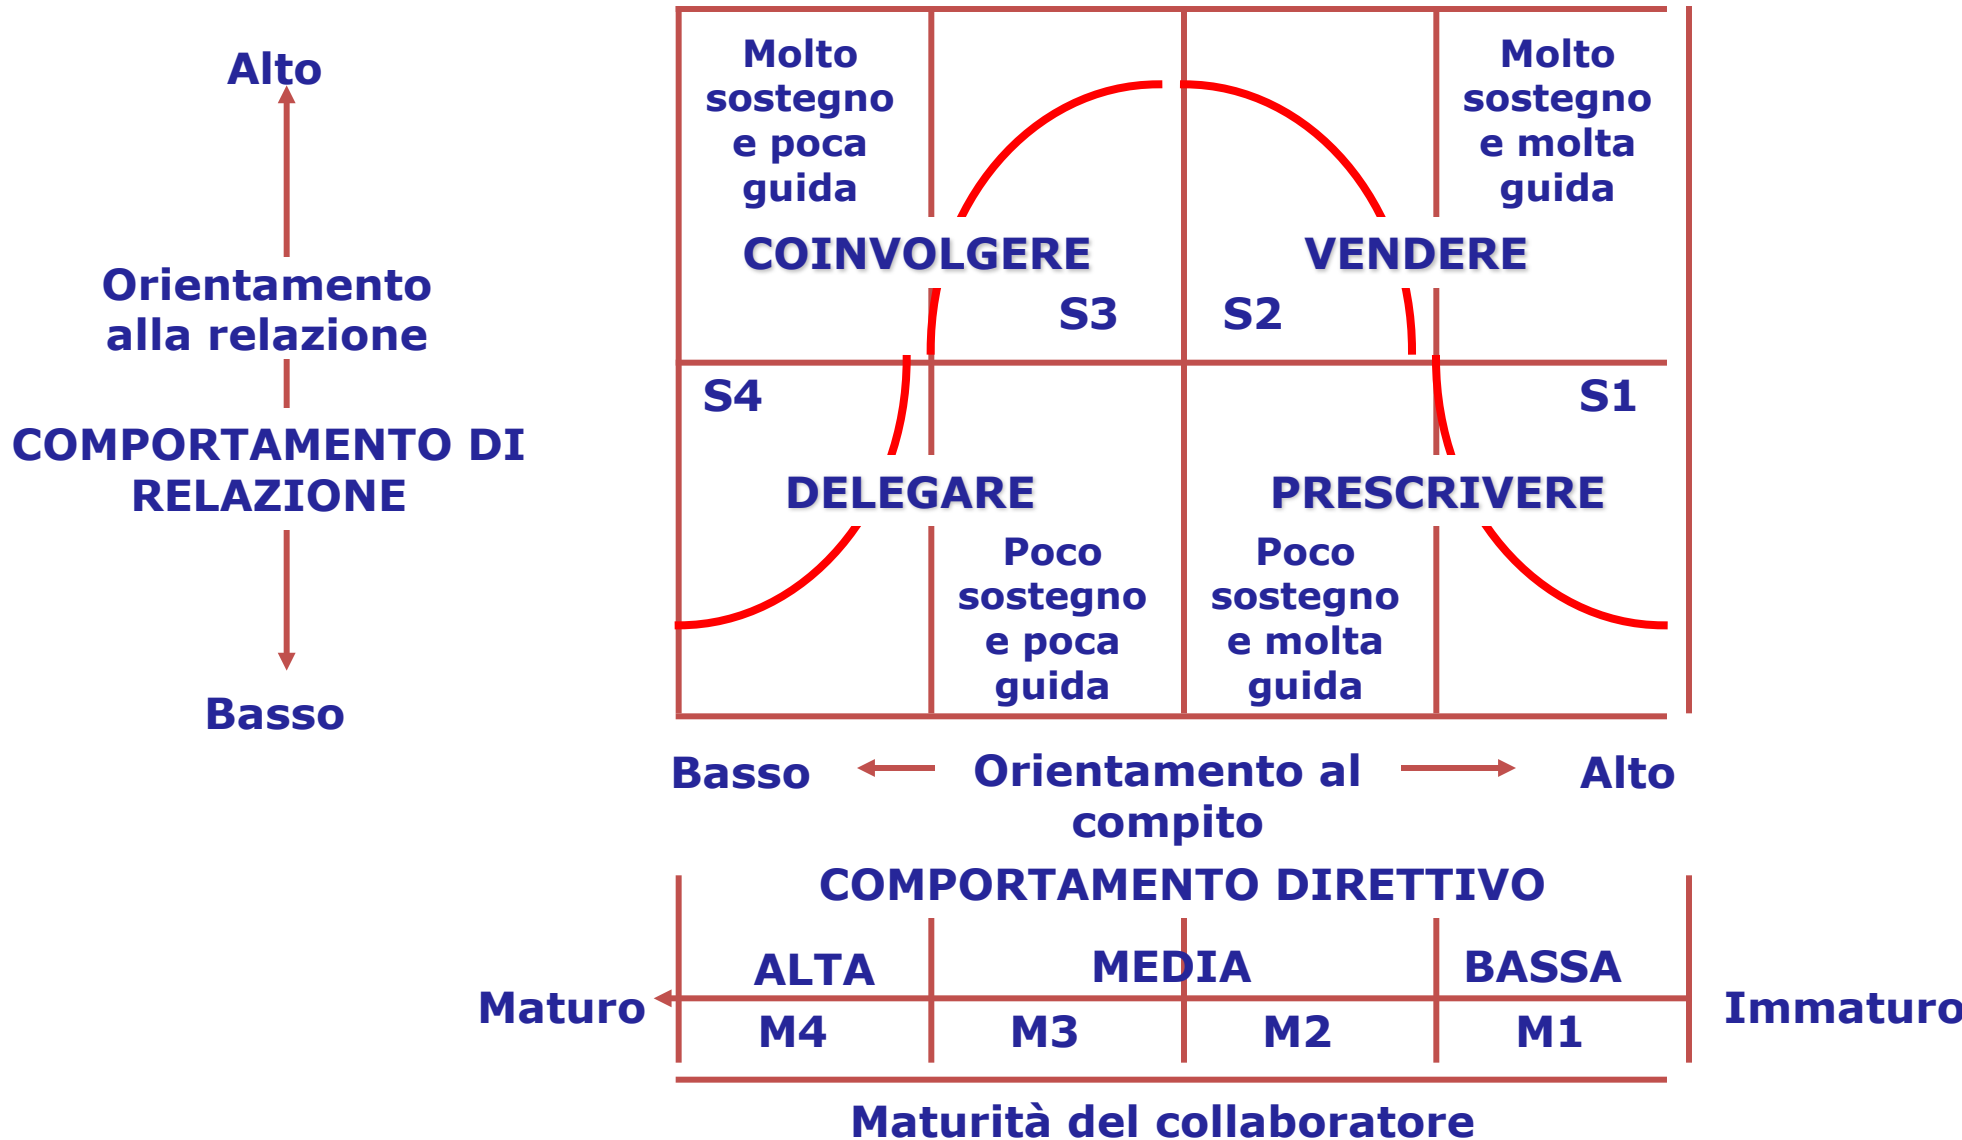 Alto
Orientamento
alla relazione
COMPORTAMENTO DI
RELAZIONE
Basso
Molto
sostegno
e poca
guida
Molto
sostegno
e molta
guida
COINVOLGERE
VENDERE
S3
S2
S4
S1
DELEGARE
PRESCRIVERE
Poco
sostegno
e poca
guida
Poco
sostegno
e molta
guida
Basso
Orientamento al
compito
Alto
COMPORTAMENTO DIRETTIVO
ALTA
MEDIA
BASSA
Maturo
Immaturo
M4
M3
M2
M1
Maturità del collaboratore